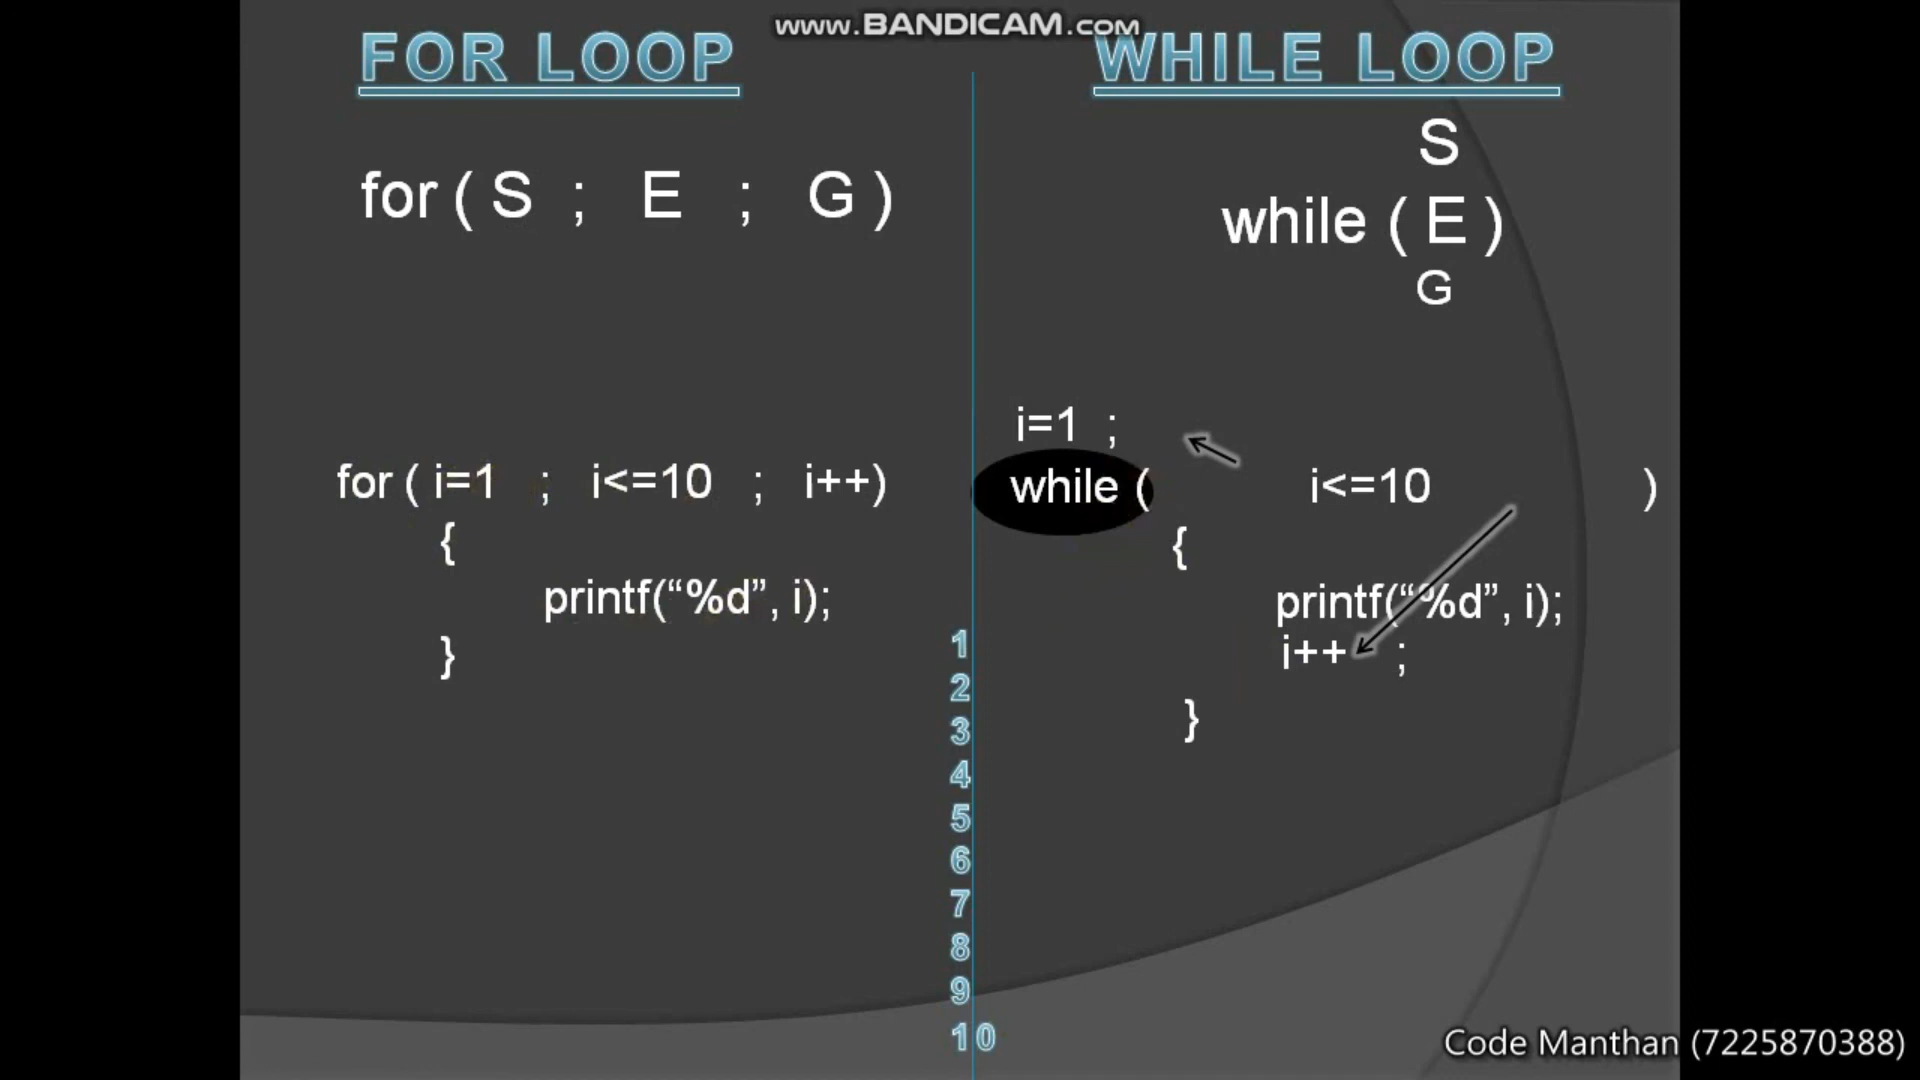 www.BANDICAM.com
FOR LOOP
for ( S ; E ; G )
for ( i=1 ; i<=10 ; i++)
{
printf(“%d”, i);
}
WHILE LOOP
S
while ( E )
G
i=1 ;
while ( i<=10 )
{
printf(“%d”, i);
i++ ;
}
1
2
3
4
5
6
7
8
9
10
Code Manthan (7225870388)